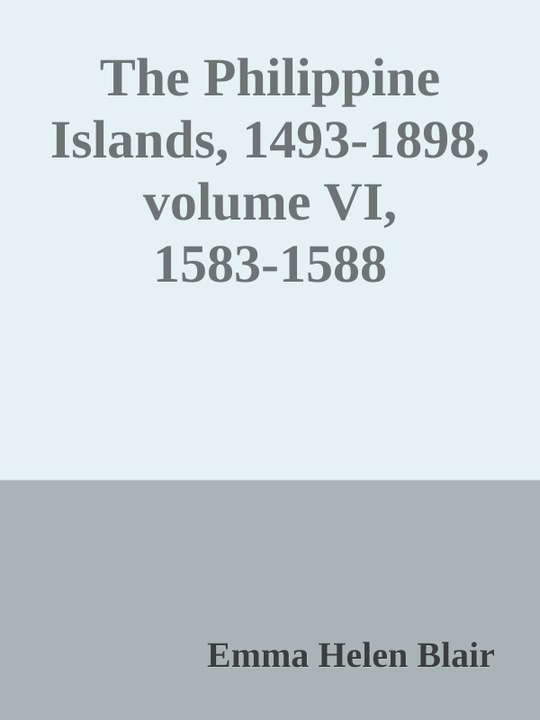 The Philippine
Islands, 1493-1898,
volume VI,
1583-1588
Emma Helen Blair